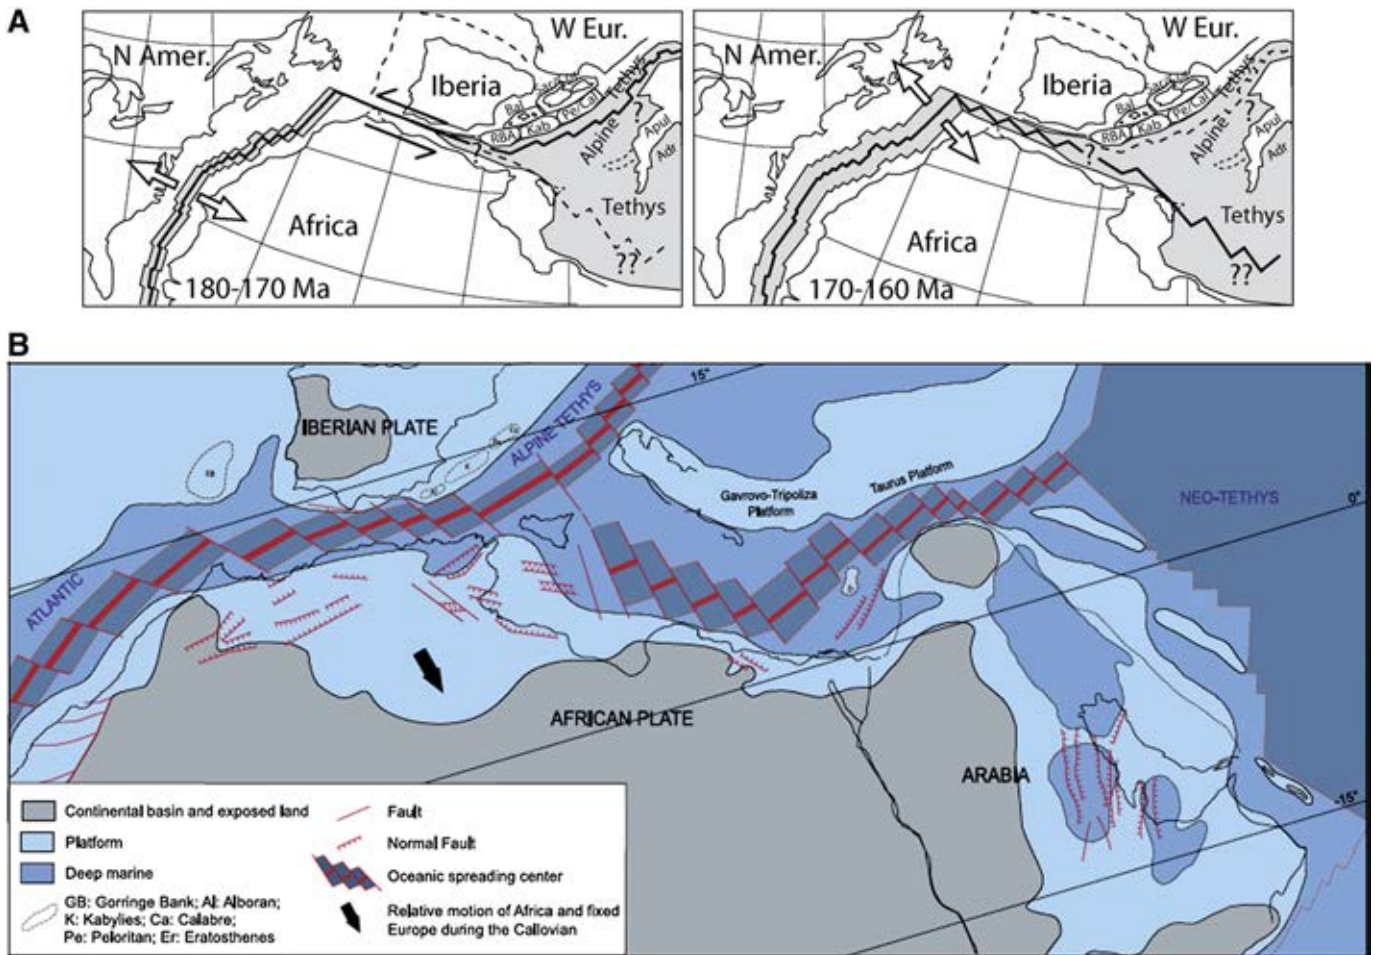 A
N Amer.
W Eur.
Iberia
Bal
Pe/Cal
RBA
Kab
Tethys
?
Alpine
?
Apul
Adr
Africa
Tethys
??
180-170 Ma
N Amer.
W Eur.
Iberia
Bal
Pe/Cal
RBA
Kab
Tethys
?
Alpine
?
Apul
Adr
Africa
Tethys
??
170-160 Ma
B
15°
IBERIAN PLATE
ALPINE TETHYS
GB
K
Gavrovo-Tripoliza
Platform
Taurus Platform
NEO-TETHYS
0°
ATLANTIC
AFRICAN PLATE
ARABIA
-15°
Continental basin and exposed land
Platform
Deep marine
GB: Gorringe Bank; Al: Alboran;
K: Kabylies; Ca: Calabre;
Pe: Peloritan; Er: Eratosthenes
Fault
Normal Fault
Oceanic spreading center
Relative motion of Africa and fixed
Europe during the Callovian